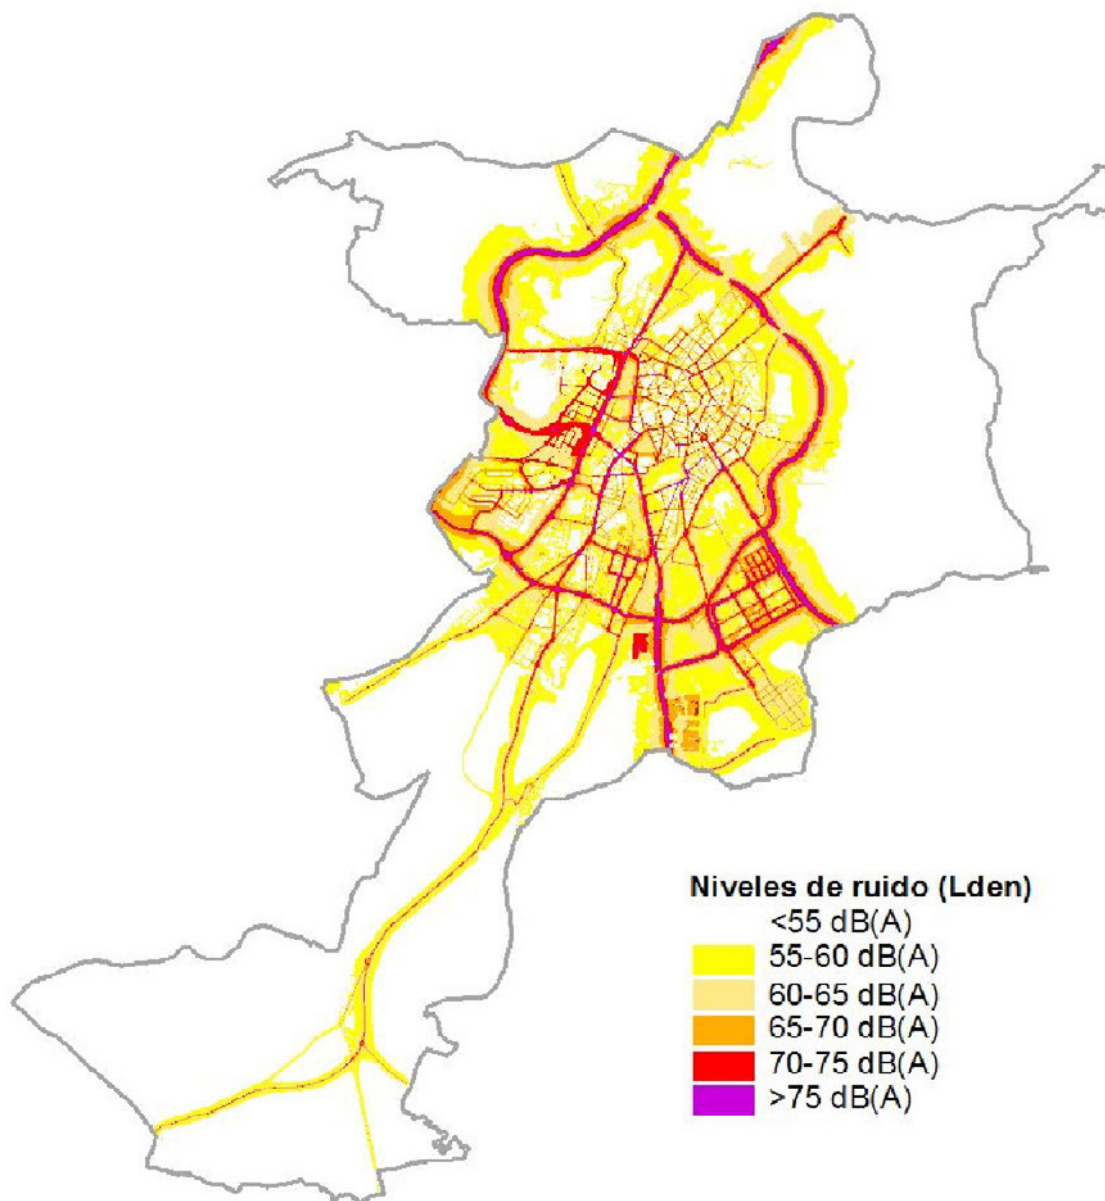 Niveles de ruido (Lden)
<55 dB(A)
55-60 dB(A)
60-65 dB(A)
65-70 dB(A)
70-75 dB(A)
>75 dB(A)